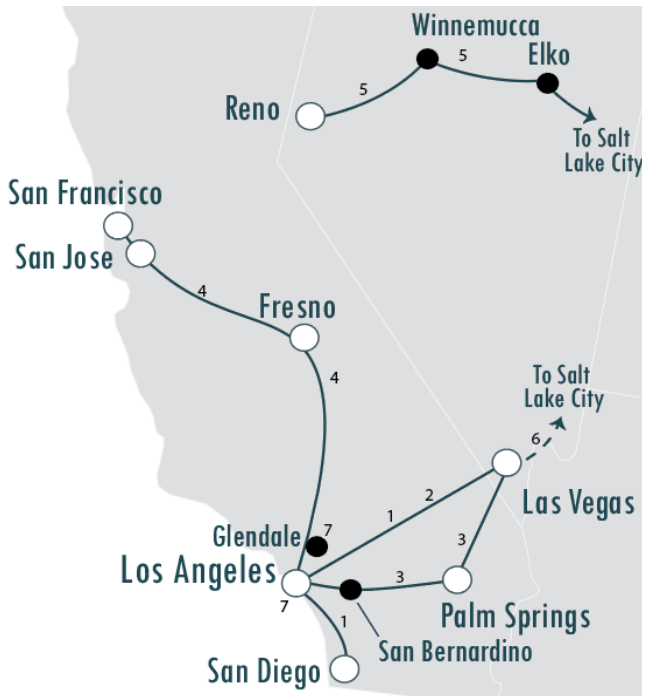 Winnemucca
5
Elko
5
Reno
To Salt
Lake City
San Francisco
San Jose
4
Fresno
4
To Salt
Lake City
6
Las Vegas
2
1
7
Glendale
3
Los Angeles
3
7
Palm Springs
1
San Bernardino
San Diego